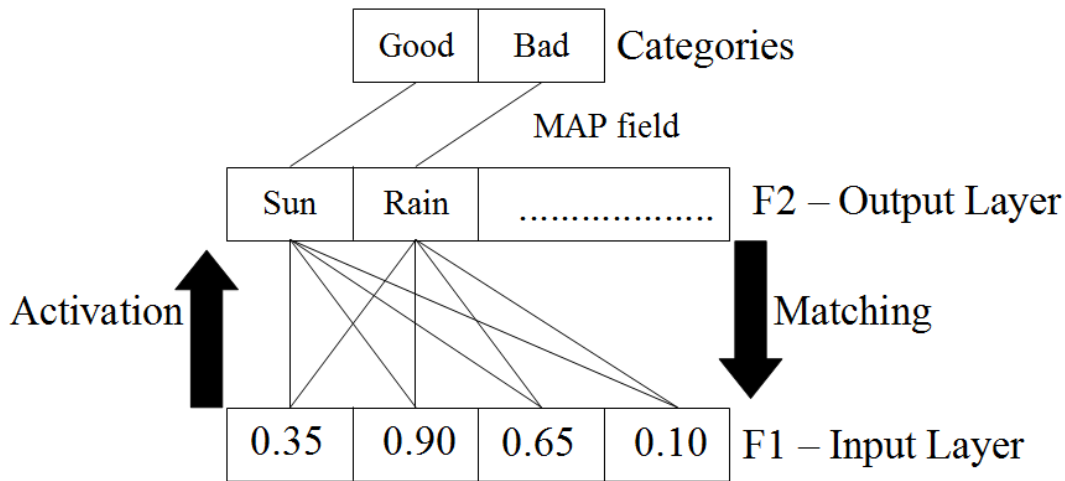 Good Bad Categories
MAP field
Sun Rain ................... F2 – Output Layer
Activation Matching
0.35 0.90 0.65 0.10 F1 – Input Layer